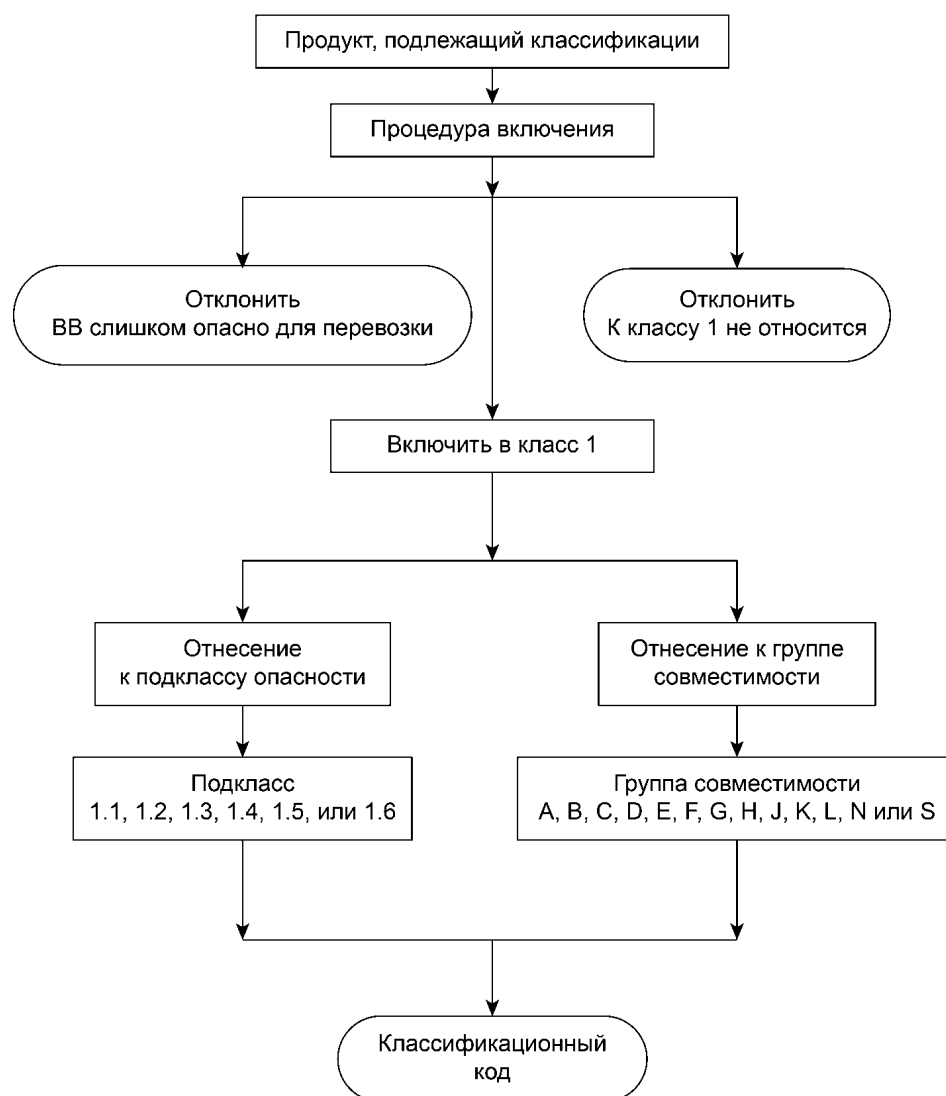 Продукт, подлежащий классификации
Процедура включения
Отклонить
ВВ слишком опасно для перевозки
Отклонить
К классу 1 не относится
Включить в класс 1
Отнесение
к подклассу опасности
Отнесение к группе
совместимости
Подкласс
1.1, 1.2, 1.3, 1.4, 1.5, или 1.6
Группа совместимости
A, B, C, D, E, F, G, H, J, K, L, N или S
Классификационный
код